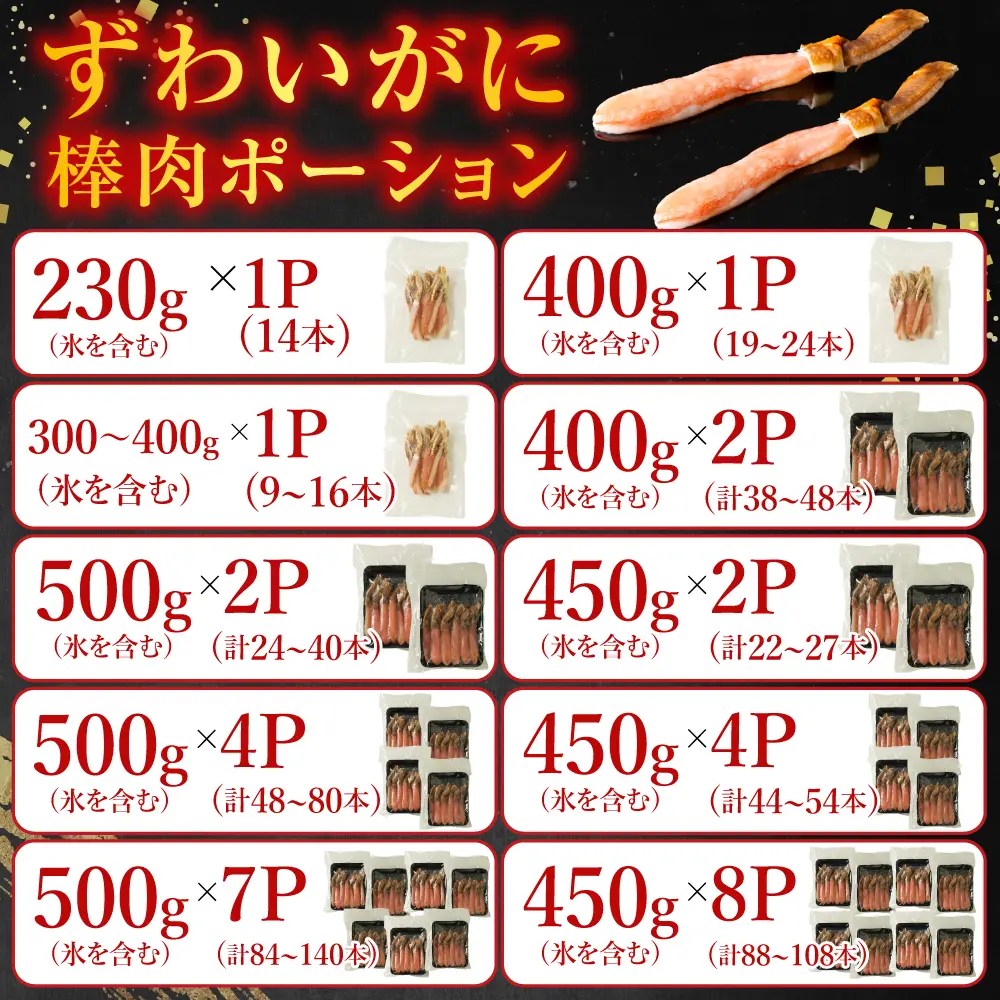 ずわいがに
棒肉ポーション
230g ×1P
(氷を含む) (14本)
400g ×1P
(氷を含む) (19~24本)
300~400g ×1P
(氷を含む) (9~16本)
400g ×2P
(氷を含む) (計38~48本)
500g ×2P
(氷を含む) (計24~40本)
450g ×2P
(氷を含む) (計22~27本)
500g ×4P
(氷を含む) (計48~80本)
450g ×4P
(氷を含む) (計44~54本)
500g ×7P
(氷を含む) (計84~140本)
450g ×8P
(氷を含む) (計88~108本)